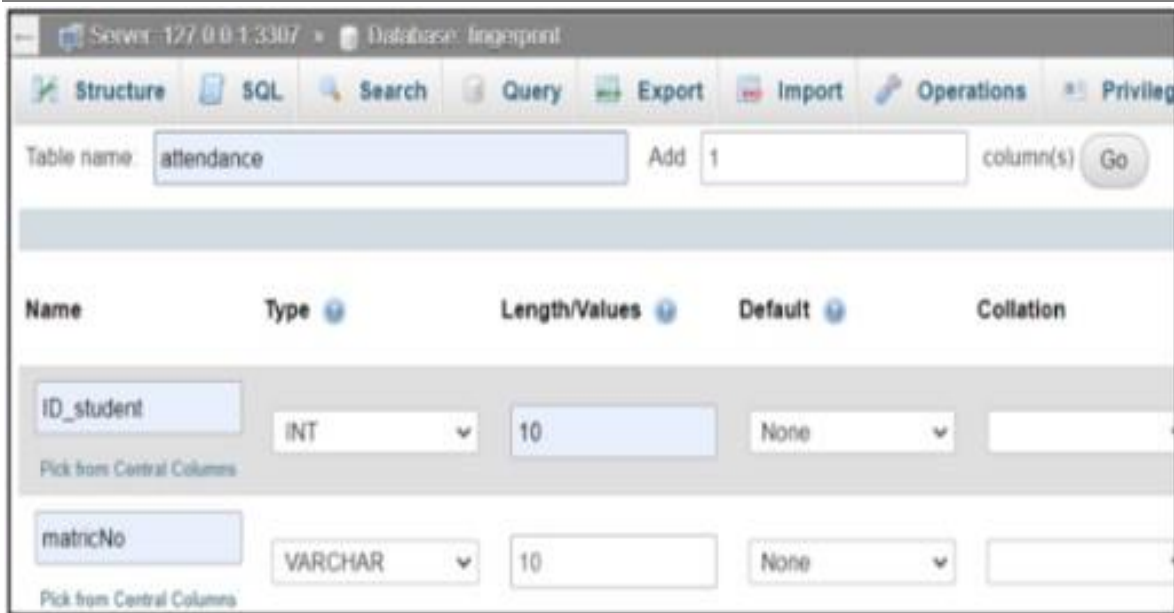 Server: 127.0.0.1:3307 » Database: fingerprint
Structure SQL Search Query Export Import Operations Privileg
Table name: attendance Add 1 column(s) Go
Name Type Length/Values Default Collation
ID_student
INT 10 None
Pick from Central Columns
matricNo
VARCHAR 10 None
Pick from Central Columns